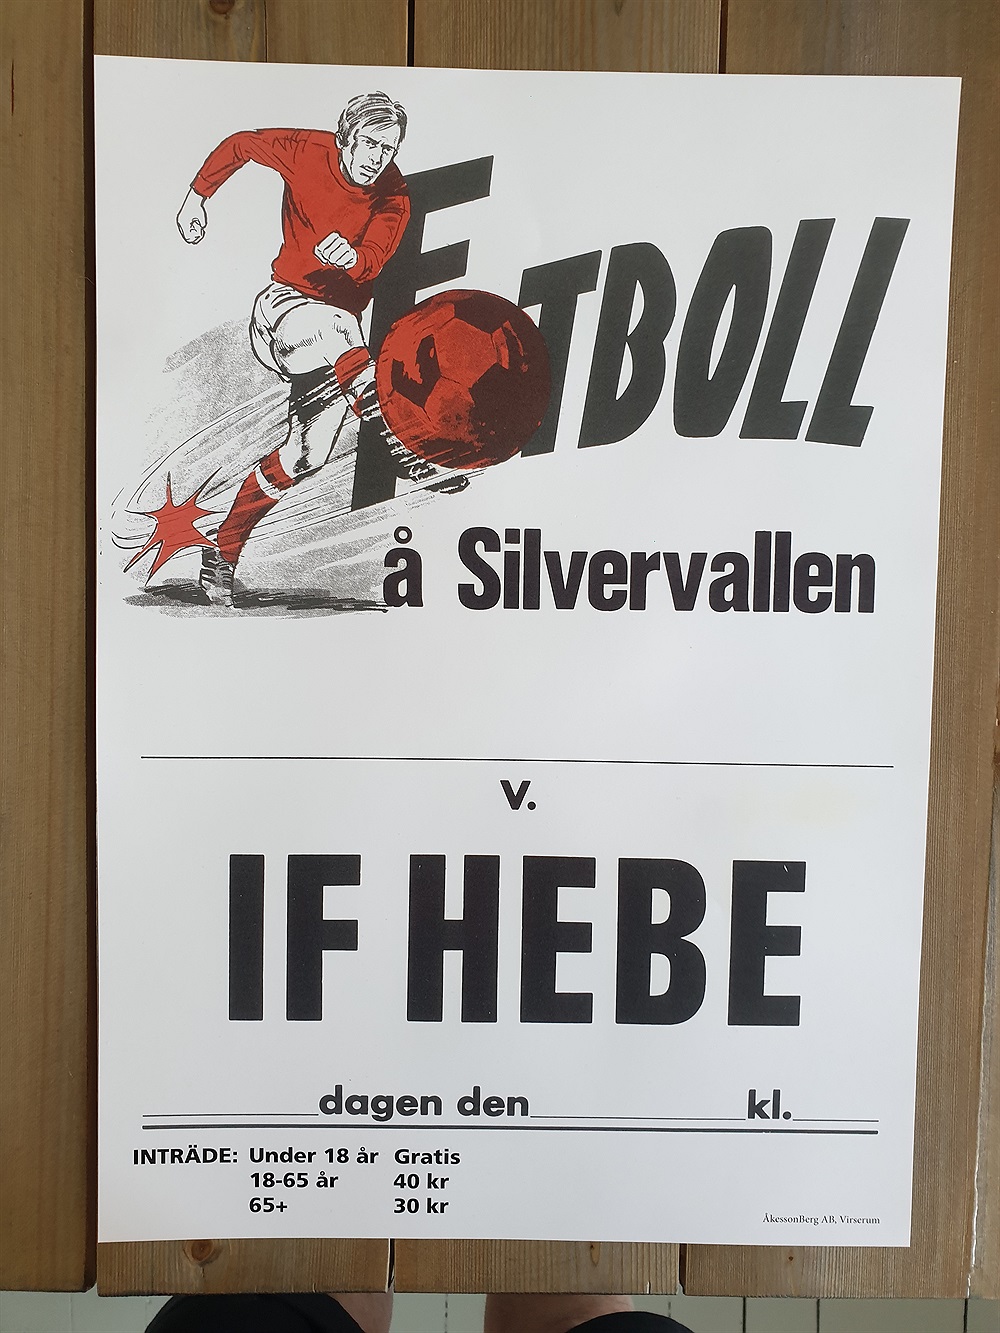 FOTBOLL
å Silvervallen
v.
IF HEBE
dagen den kl.
INTRÄDE: Under 18 år Gratis
18-65 år 40 kr
65+ 30 kr
ÅkessonBerg AB, Virserum